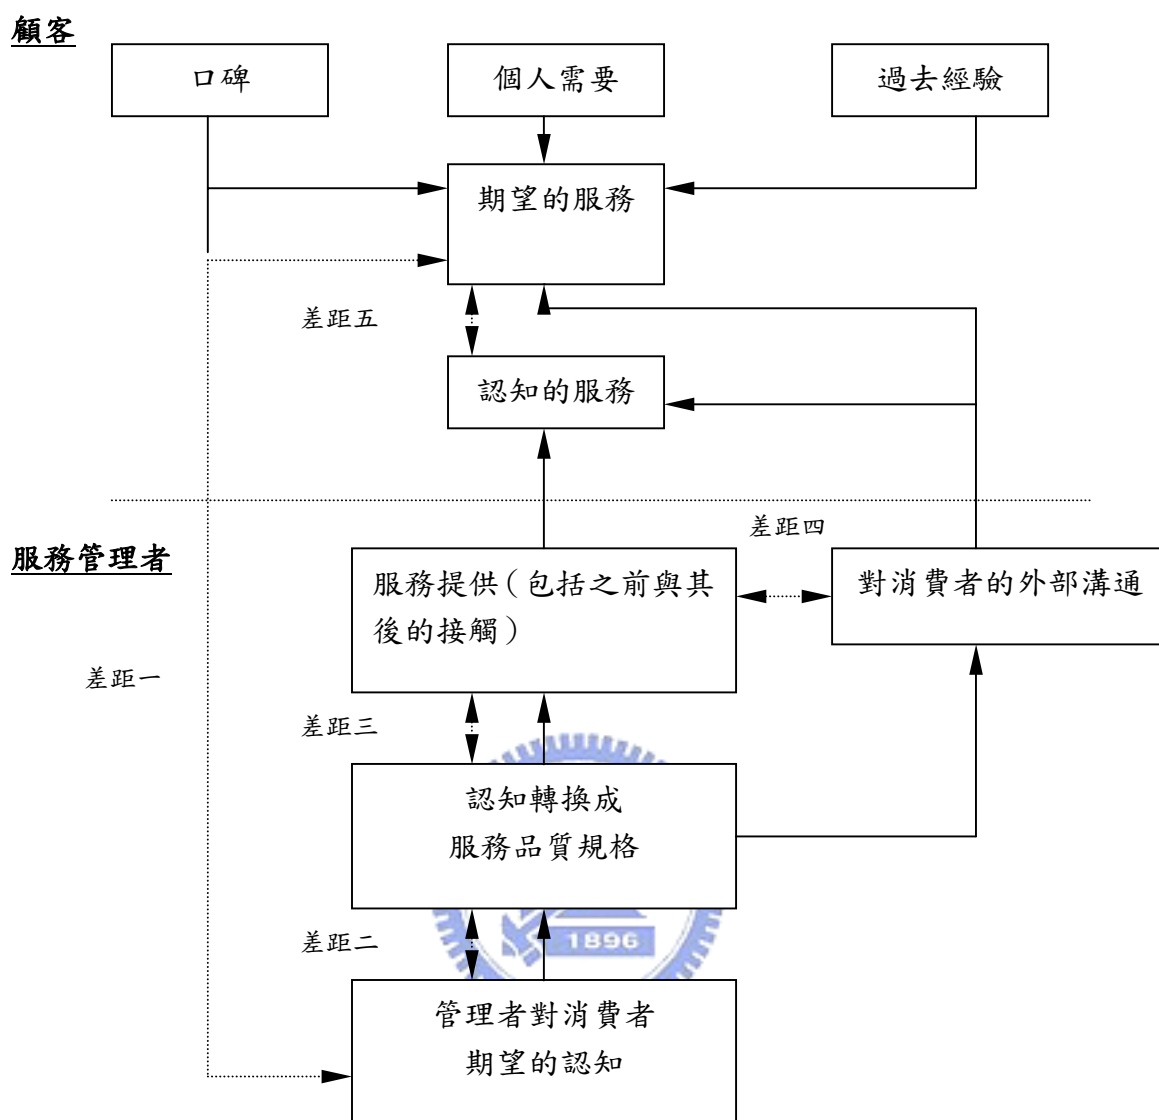 顧客
口碑
個人需要
過去經驗
期望的服務
差距五
認知的服務
差距四
服務管理者
服務提供（包括之前與其
後的接觸）
對消費者的外部溝通
差距一
差距三
認知轉換成
服務品質規格
差距二
1896
管理者對消費者
期望的認知